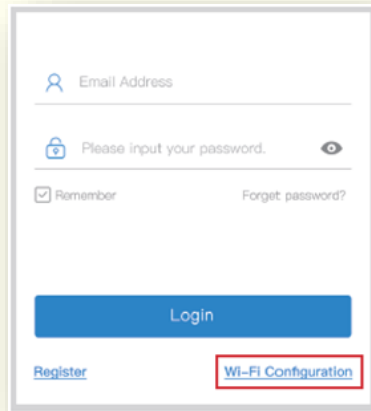 Email Address
Please input your password.
Remember Forget password?
Login
Register Wi-Fi Configuration